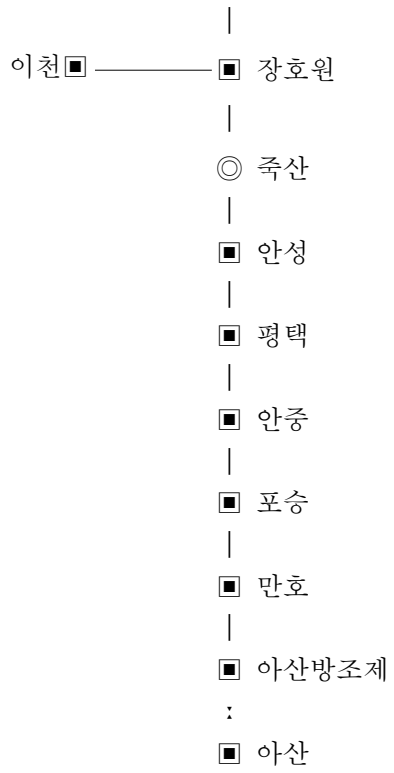 이천▣ ── ▣ 장호원
◎ 죽산
▣ 안성
▣ 평택
▣ 안중
▣ 포승
▣ 만호
▣ 아산방조제
▣ 아산